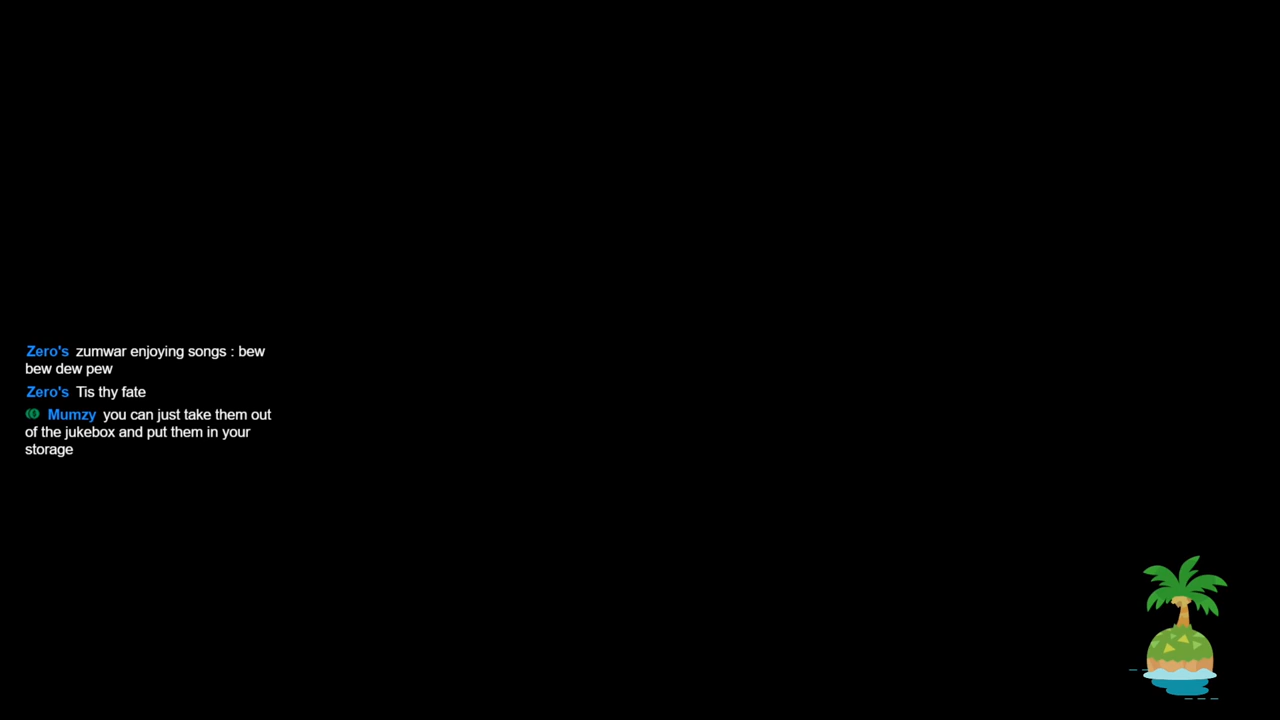 Zero's zumwar enjoying songs : bew
bew dew pew
Zero's Tis thy fate
Mumzy you can just take them out
of the jukebox and put them in your
storage